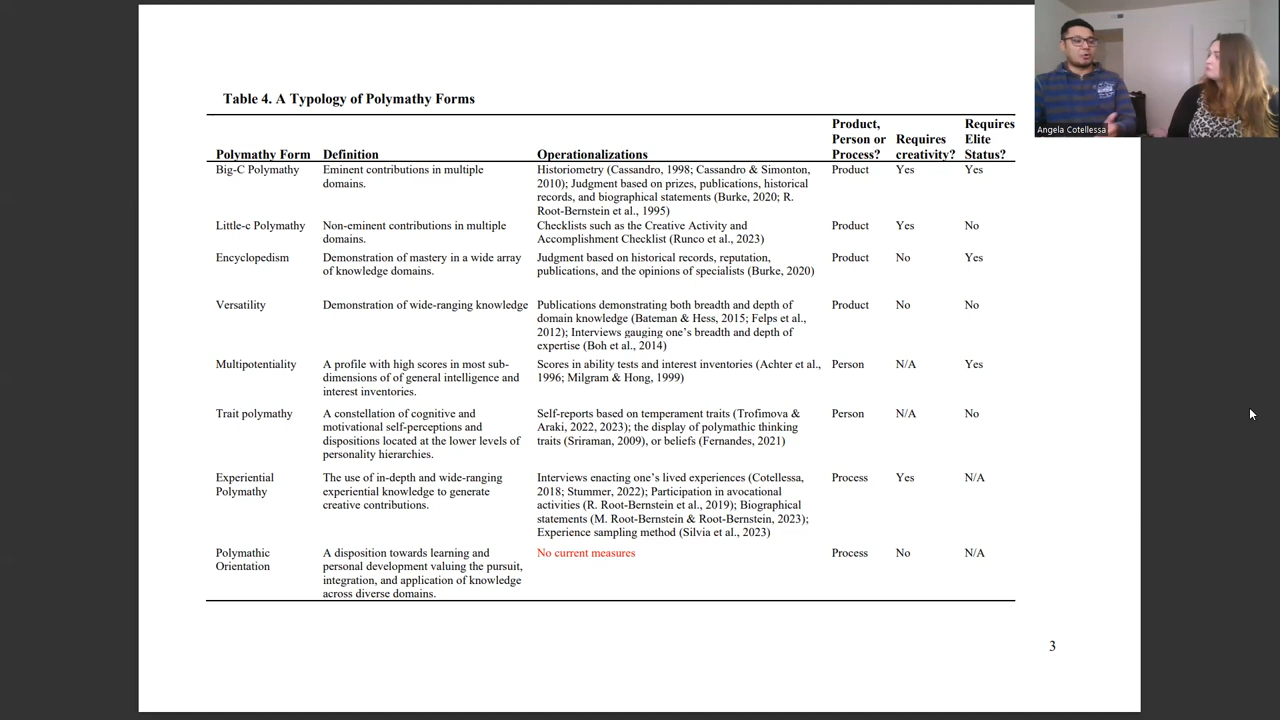 Table 4. A Typology of Polymathy Forms
Polymathy Form Definition Operationalizations Product, Person or Process? Requires creativity? Requires Elite Status?
Big-C Polymathy Eminent contributions in multiple Historiometry (Cassandro, 1998; Cassandro & Simonton, Product Yes Yes
domains. 2010); Judgment based on prizes, publications, historical
records, and biographical statements (Burke, 2020; R.
Root-Bernstein et al., 1995)
Little-c Polymathy Non-eminent contributions in multiple Checklists such as the Creative Activity and Product Yes No
domains. Accomplishment Checklist (Runco et al., 2023)
Encyclopedism Demonstration of mastery in a wide array Judgment based on historical records, reputation, Product No Yes
of knowledge domains. publications, and the opinions of specialists (Burke, 2020)
Versatility Demonstration of wide-ranging knowledge Publications demonstrating both breadth and depth of Product No No
domain knowledge (Bateman & Hess, 2015; Felps et al.,
2012); Interviews gauging one's breadth and depth of
expertise (Boh et al., 2014)
Multipotentiality A profile with high scores in most sub- Scores in ability tests and interest inventories (Achter et al., Person N/A Yes
dimensions of of general intelligence and 1996; Milgram & Hong, 1999)
interest inventories.
Trait polymathy A constellation of cognitive and Self-reports based on temperament traits (Trofimova & Person N/A No
motivational self-perceptions and Araki, 2022, 2023); the display of polymathic thinking
dispositions located at the lower levels of traits (Sriraman, 2009), or beliefs (Fernandes, 2021)
personality hierarchies.
Experiential The use of in-depth and wide-ranging Interviews enacting one's lived experiences (Cotellessa, Process Yes N/A
Polymathy experiential knowledge to generate 2018; Stummer, 2022); Participation in avocational
creative contributions. activities (R. Root-Bernstein et al., 2019); Biographical
statements (M. Root-Bernstein & Root-Bernstein, 2023);
Experience sampling method (Silvia et al., 2023)
Polymathic A disposition towards learning and No current measures Process No N/A
Orientation personal development valuing the pursuit,
integration, and application of knowledge
across diverse domains.
3
Angela Cotellessa